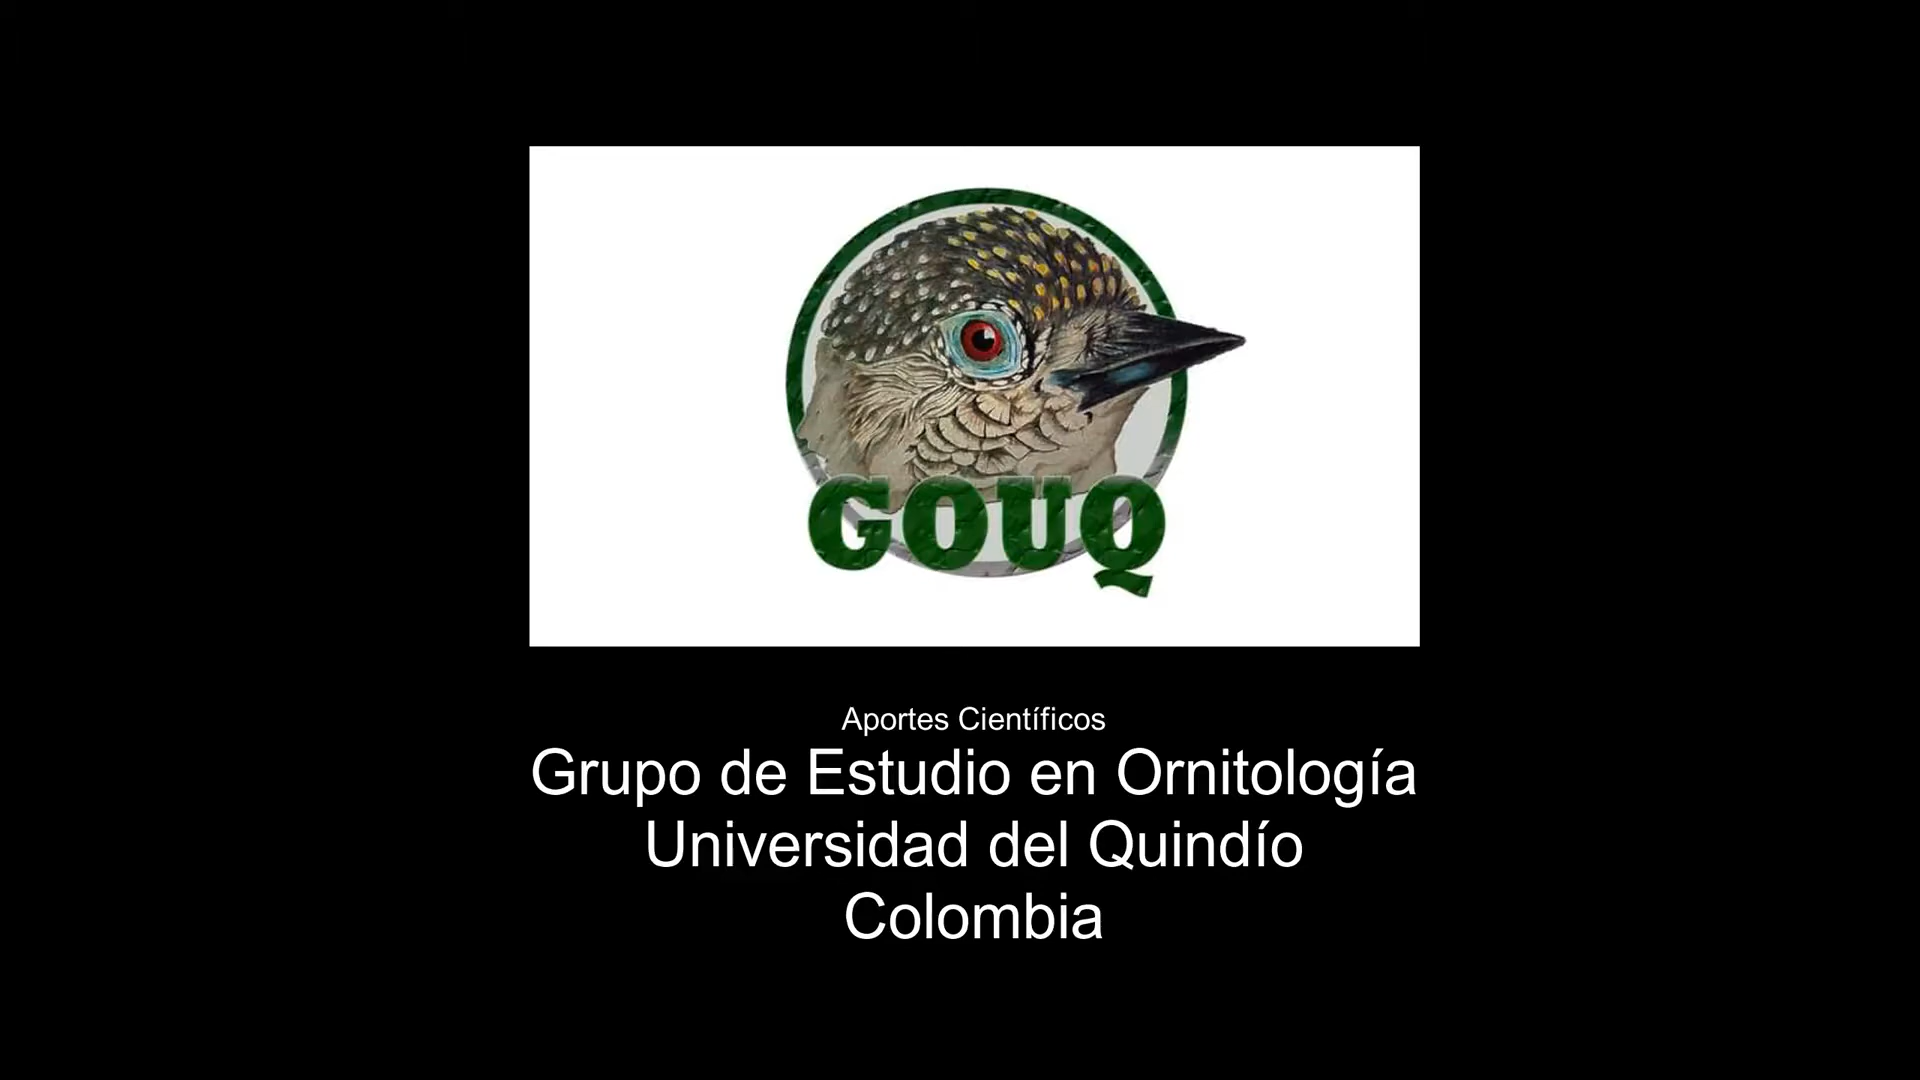 GOUQ
Aportes Científicos
Grupo de Estudio en Ornitología
Universidad del Quindío
Colombia